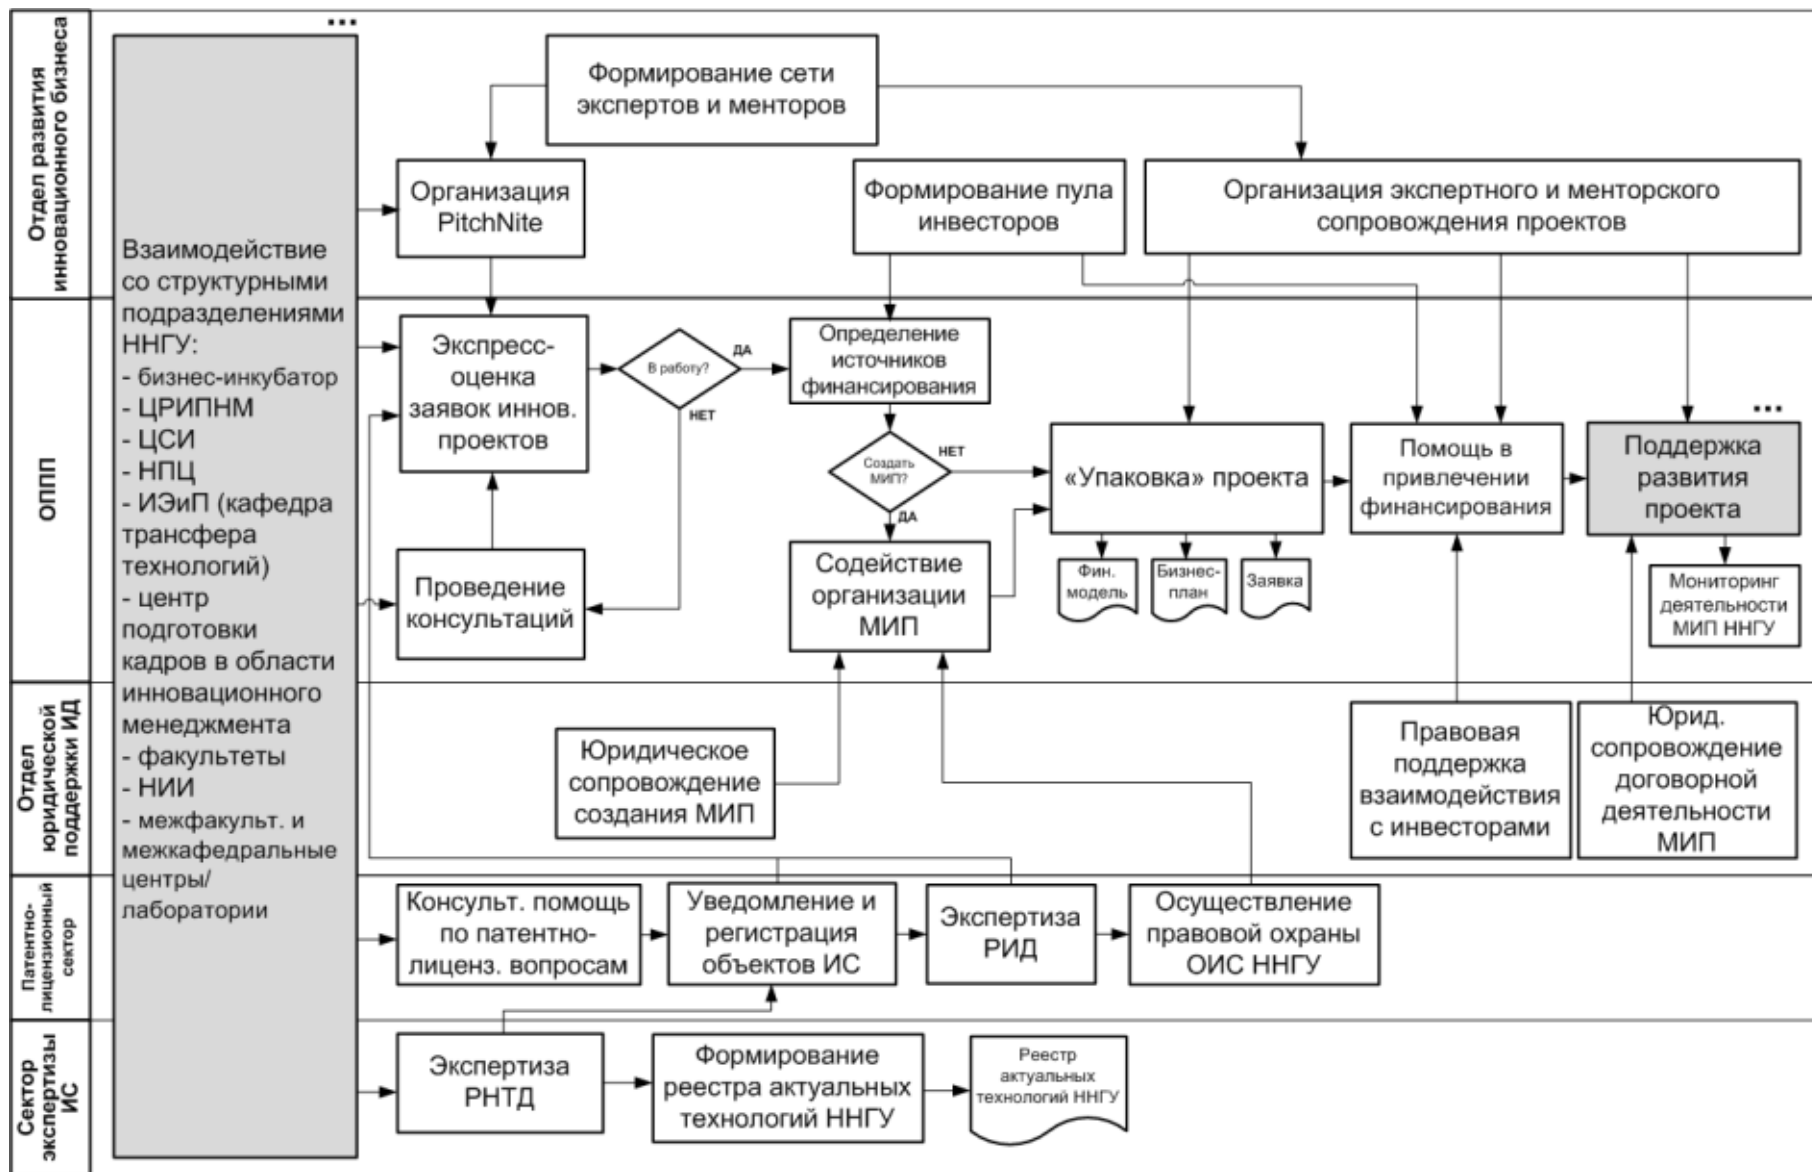 Отдел развития
инновационного бизнеса
...
Формирование сети
экспертов и менторов
Организация
PitchNite
Формирование пула
инвесторов
Организация экспертного и менторского
сопровождения проектов
Взаимодействие
со структурными
подразделениями
ННГУ:
- бизнес-инкубатор
- ЦРИПНМ
- ЦСИ
- НПЦ
- ИЭиП (кафедра
трансфера
технологий)
- центр
подготовки
кадров в области
инновационного
менеджмента
- факультеты
- НИИ
- межфакульт. и
межкафедральные
центры/
лаборатории
ОППП
Экспресс-
оценка
заявок иннов.
проектов
В работу?
ДА
НЕТ
Определение
источников
финансирования
Создать
МИП?
НЕТ
ДА
«Упаковка» проекта
Помощь в
привлечении
финансирования
...
Поддержка
развития
проекта
Проведение
консультаций
Содействие
организации
МИП
Фин.
модель
Бизнес-
план
Заявка
Мониторинг
деятельности
МИП ННГУ
Отдел
юридической
поддержки ИД
Юридическое
сопровождение
создания МИП
Правовая
поддержка
взаимодействия
с инвесторами
Юрид.
сопровождение
договорной
деятельности
МИП
Патентно-
лицензионный
сектор
Консульт. помощь
по патентно-
лиценз. вопросам
Уведомление и
регистрация
объектов ИС
Экспертиза
РИД
Осуществление
правовой охраны
ОИС ННГУ
Сектор
экспертизы
ИС
Экспертиза
РНТД
Формирование
реестра актуальных
технологий ННГУ
Реестр
актуальных
технологий ННГУ